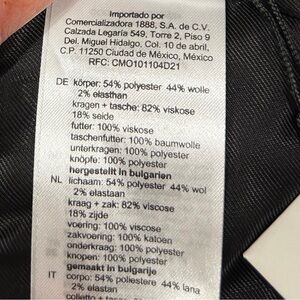 Importado por
Comercializadora 1888, S.A. de C.V.
Calzada Legaría 549, Torre 2, Piso 9
Del. Miguel Hidalgo, Col. 10 de abril,
C.P. 11250 Ciudad de México, México
RFC: CMO101104D21
DE körper: 54% polyester 44% wolle
2% elasthan
kragen + tasche: 82% viskose
18% seide
futter: 100% viscose
taschenfutter: 100% baumwolle
unterkragen: 100% polyester
knöpfe: 100% polyester
hergestellt in bulgarien
NL lichaam: 54% polyester 44% wol
2% elastaan
kraag + zak: 82% viscose
18% zijde
voering: 100% viscose
zakvoering: 100% katoen
onderkraag: 100% polyester
knopen: 100% polyester
gemaakt in bulgarije
IT corpo: 54% poliestere 44% lana
2% elastan
colletto + tasca: